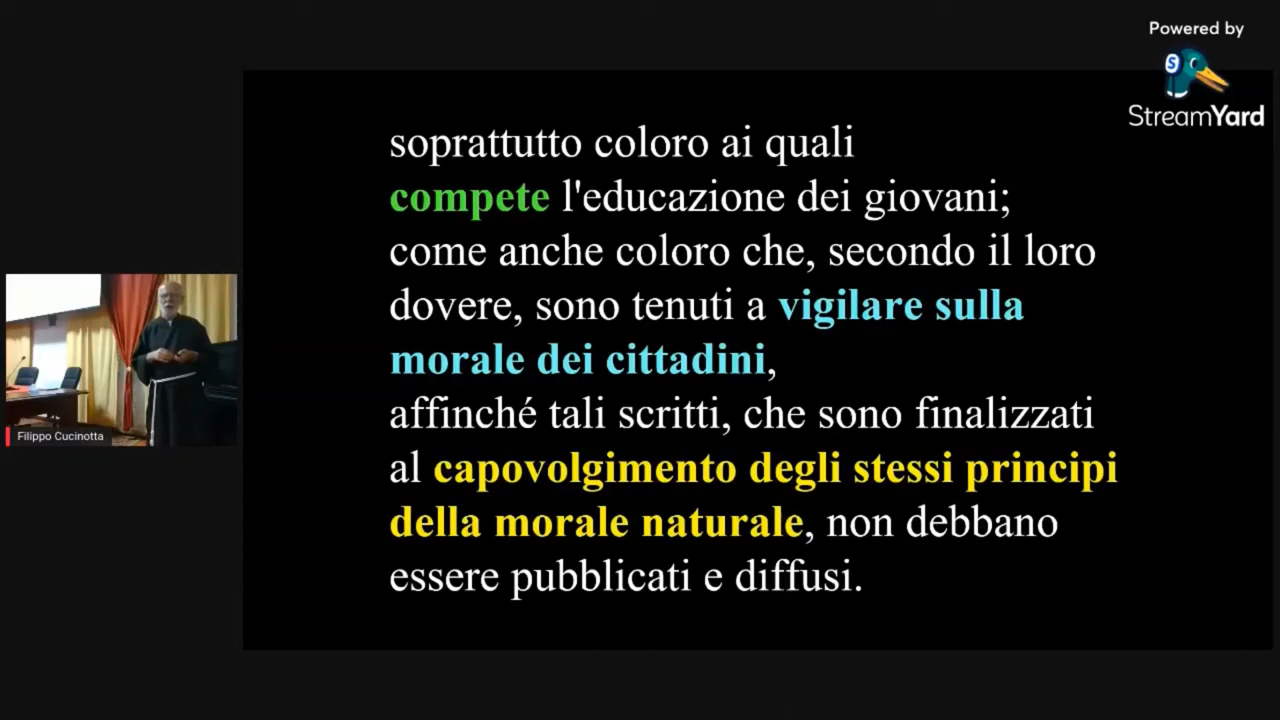 Powered by
StreamYard
soprattutto coloro ai quali
compete l'educazione dei giovani;
come anche coloro che, secondo il loro
dovere, sono tenuti a vigilare sulla
morale dei cittadini,
affinché tali scritti, che sono finalizzati
al capovolgimento degli stessi principi
della morale naturale, non debbano
essere pubblicati e diffusi.
Filippo Cucinotta